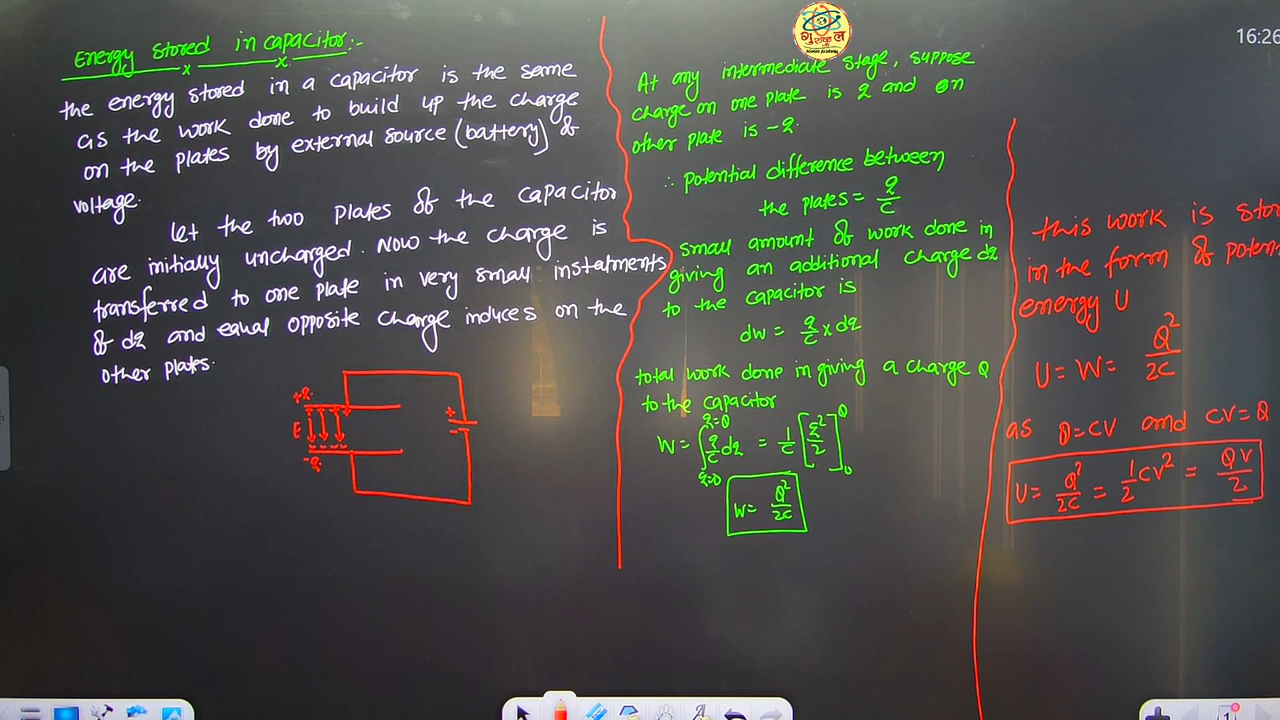 Energy stored in capacitor:-
the energy stored in a capacitor is the same
as the work done to build up the charge
on the plates by external source (battery) of
voltage.
Let the two plates of the capacitor
are initially uncharged. Now the charge is
transferred to one plate in very small instalments
of dq and equal opposite charge induces on the
other plates.
+q
E
-q
+
-
गुरुकुल
Science Academy
At any intermediate stage, suppose
charge on one plate is q and on
other plate is -q.
∴ potential difference between
the plates = q/c
small amount of work done in
giving an additional charge dq
to the capacitor is
dw = q/c x dq
total work done in giving a charge Q
to the capacitor
W = ∫_{q=0}^{q=Q} q/c dq = 1/c [q²/2]_0^Q
W = Q²/2C
16:26
this work is stor
in the form of poten
energy U
U = W = Q²/2C
as Q=CV and CV=Q
U = Q²/2C = 1/2 CV² = QV/2
1